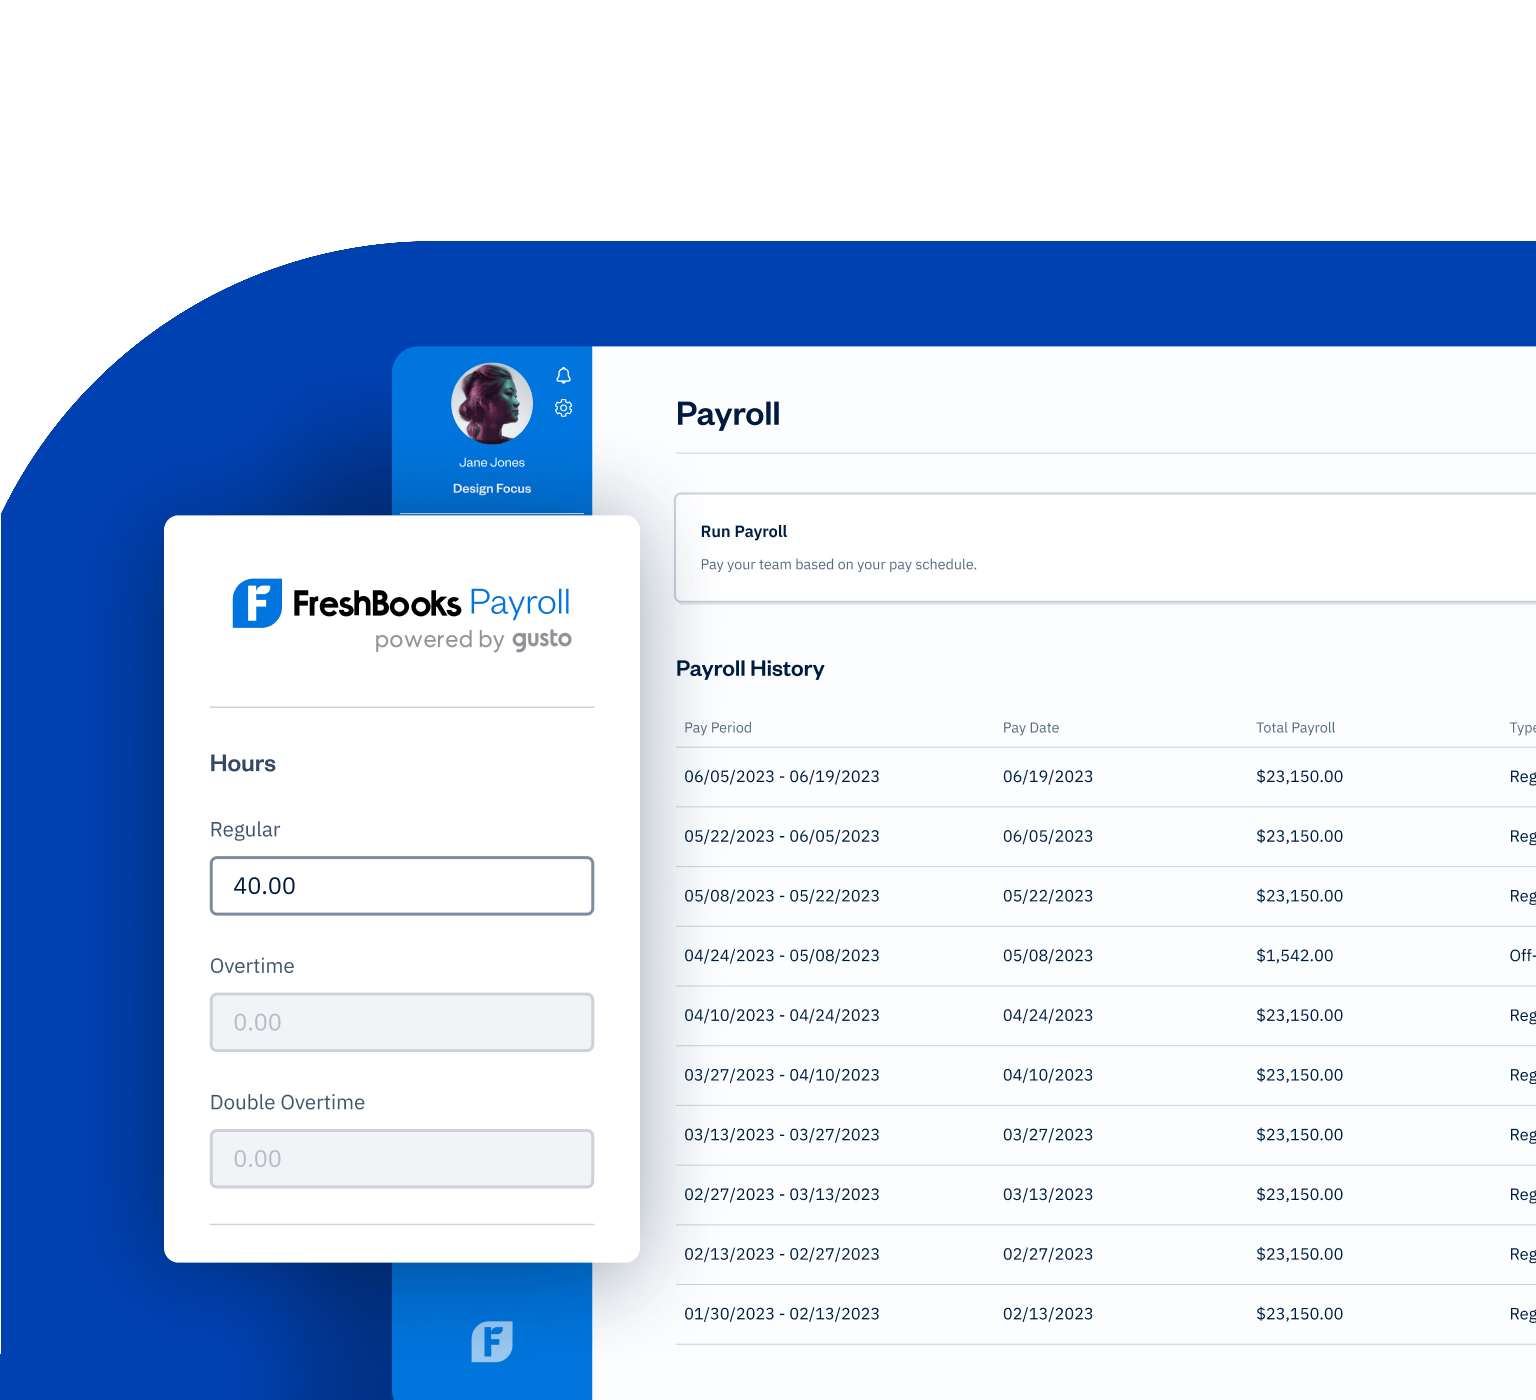 Jane Jones
Design Focus
FreshBooks Payroll
powered by gusto
Hours
Regular
40.00
Overtime
0.00
Double Overtime
0.00
Payroll
Run Payroll
Pay your team based on your pay schedule.
Payroll History
Pay Period Pay Date Total Payroll Type
06/05/2023 - 06/19/2023 06/19/2023 $23,150.00 Reg
05/22/2023 - 06/05/2023 06/05/2023 $23,150.00 Reg
05/08/2023 - 05/22/2023 05/22/2023 $23,150.00 Reg
04/24/2023 - 05/08/2023 05/08/2023 $1,542.00 Off-
04/10/2023 - 04/24/2023 04/24/2023 $23,150.00 Reg
03/27/2023 - 04/10/2023 04/10/2023 $23,150.00 Reg
03/13/2023 - 03/27/2023 03/27/2023 $23,150.00 Reg
02/27/2023 - 03/13/2023 03/13/2023 $23,150.00 Reg
02/13/2023 - 02/27/2023 02/27/2023 $23,150.00 Reg
01/30/2023 - 02/13/2023 02/13/2023 $23,150.00 Reg